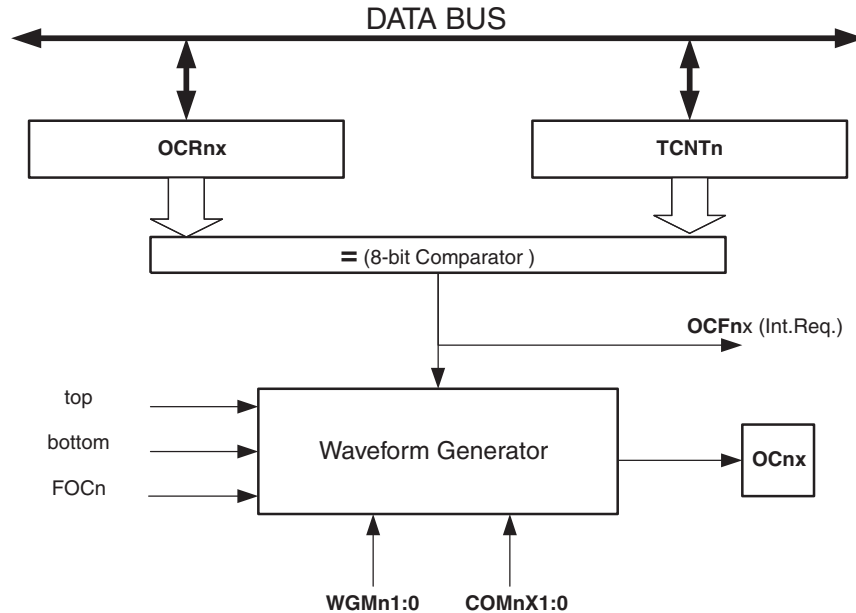 DATA BUS
OCRnx
TCNTn
= (8-bit Comparator )
OCFnx (Int.Req.)
top
bottom
FOCn
Waveform Generator
OCnx
WGMn1:0
COMnX1:0